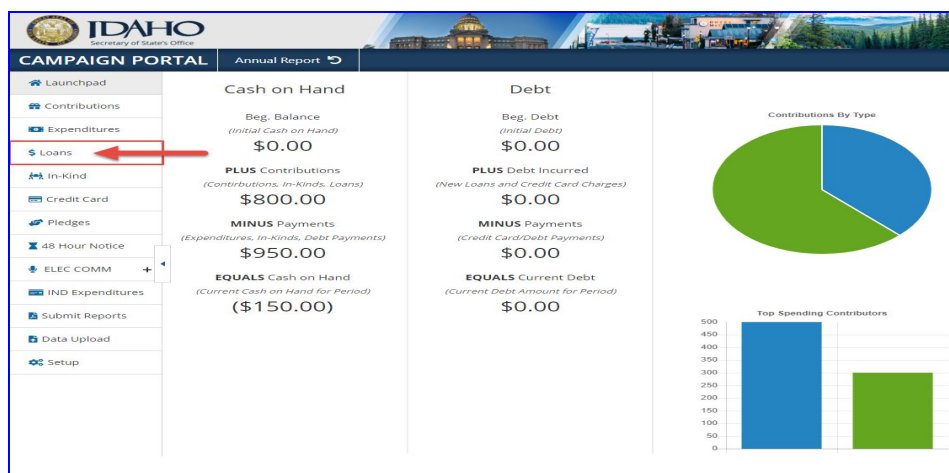 IDAHO
Secretary of State's Office
CAMPAIGN PORTAL
Annual Report
Launchpad
Contributions
Expenditures
$ Loans
In-Kind
Credit Card
Pledges
48 Hour Notice
ELEC COMM +
IND Expenditures
Submit Reports
Data Upload
Setup
Cash on Hand
Beg. Balance
(Initial Cash on Hand)
$0.00
PLUS Contributions
(Contirbutions, In-Kinds, Loans)
$800.00
MINUS Payments
(Expenditures, In-Kinds, Debt Payments)
$950.00
EQUALS Cash on Hand
(Current Cash on Hand for Period)
($150.00)
Debt
Beg. Debt
(Initial Debt)
$0.00
PLUS Debt Incurred
(New Loans and Credit Card Charges)
$0.00
MINUS Payments
(Credit Card/Debt Payments)
$0.00
EQUALS Current Debt
(Current Debt Amount for Period)
$0.00
Contributions By Type
Top Spending Contributors
500
450
400
350
300
250
200
150
100
50
0